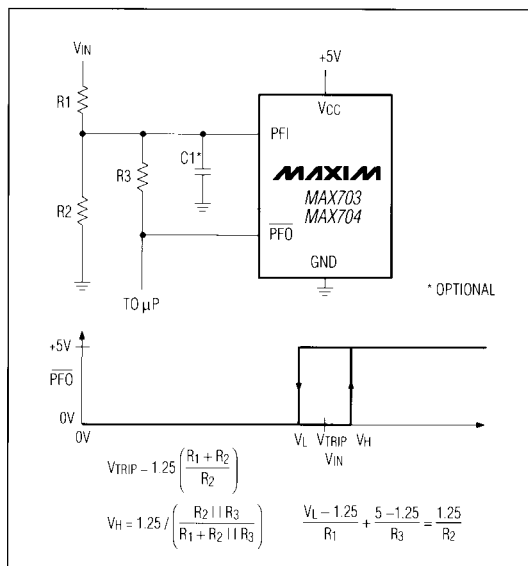 VIN
+5V
R1
VCC
PFI
R3
C1*
MAXIM
MAX703
MAX704
R2
PFO
GND
* OPTIONAL
TO µP
+5V
PFO
0V
0V
VL VTRIP VH
VIN
VTRIP – 1.25 (R1 + R2 / R2)
VH = 1.25 / (R2 || R3 / R1 + R2 || R3)
VL – 1.25 / R1 + 5 – 1.25 / R3 = 1.25 / R2